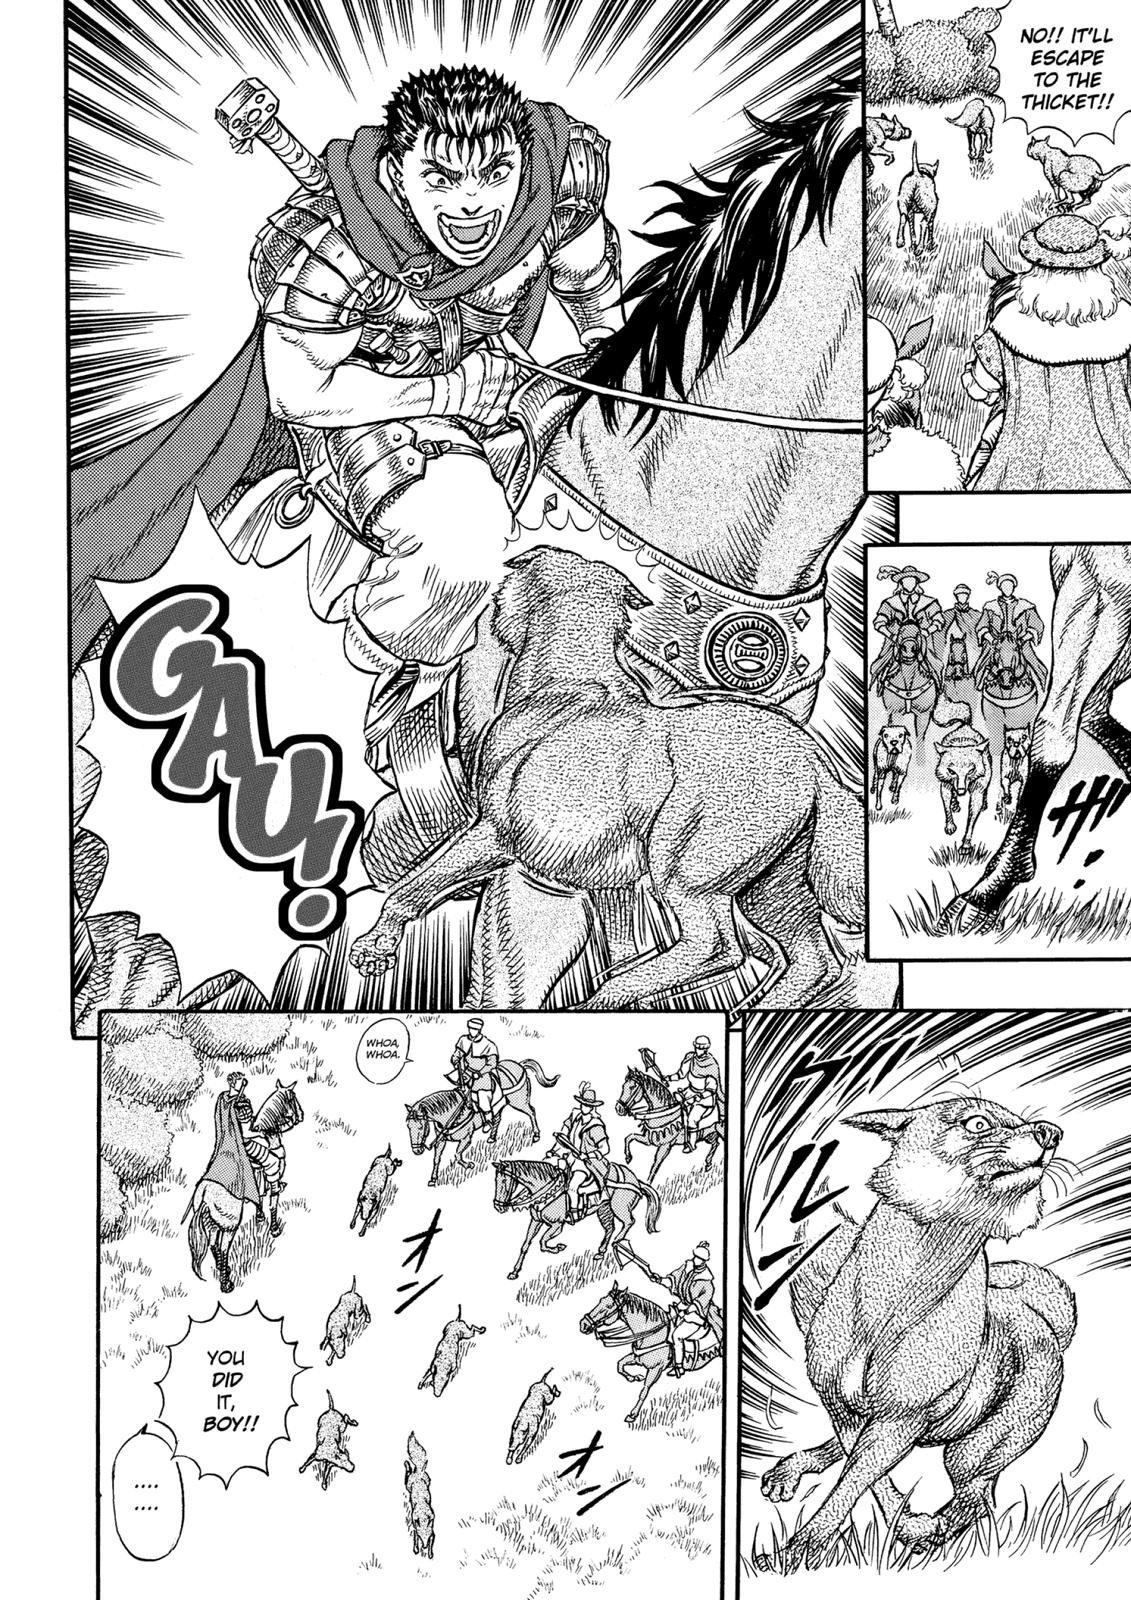 NO!! IT'LL
ESCAPE
TO THE
THICKET!!
GAU!
WHOA,
WHOA.
オン
オン
YOU
DID
IT,
BOY!!
....
....